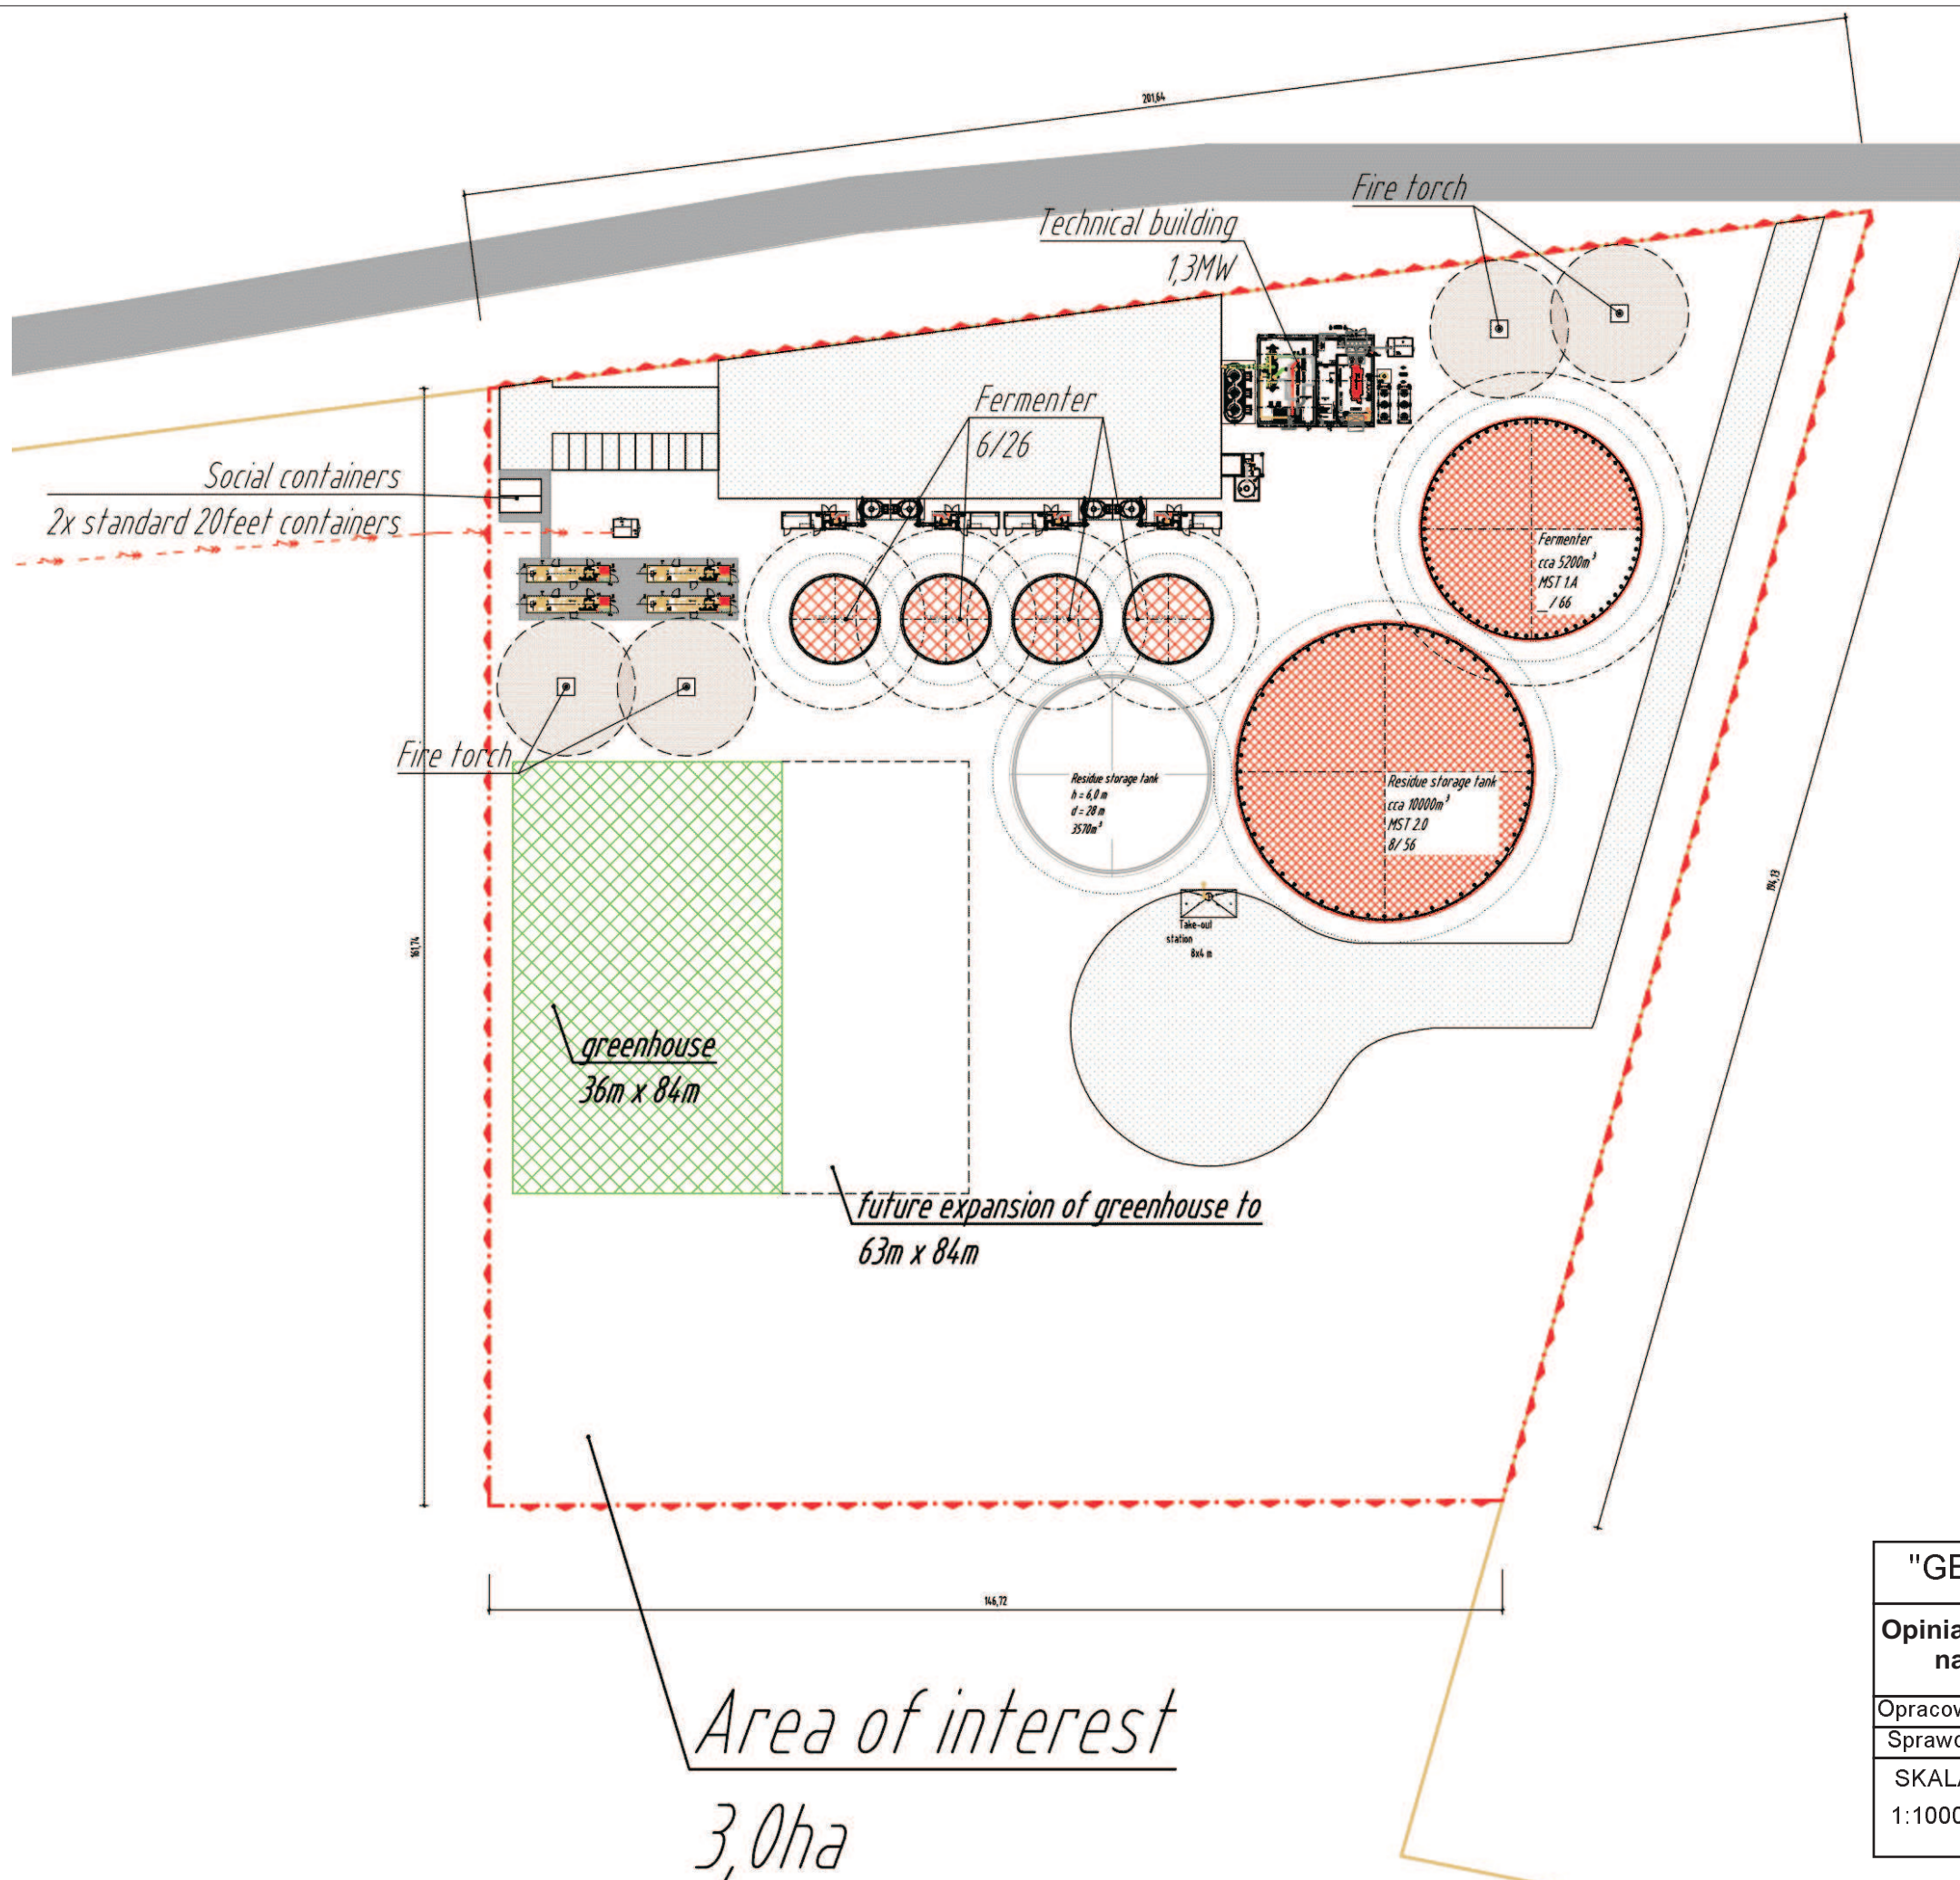 201,64
Fire torch
Technical building
1,3MW
Fermenter
6/26
Social containers
2x standard 20feet containers
Fermenter
cca 5200m³
MST 1.A
_ / 66
Fire torch
Residue storage tank
h = 6,0 m
d = 28 m
3570m³
Residue storage tank
cca 10000m³
MST 2.0
8/ 56
194,13
Take-out
station
8x4 m
161,74
greenhouse
36m x 84m
future expansion of greenhouse to
63m x 84m
146,72
Area of interest
3,0ha
"GE
Opinia
na
Opracow
Sprawd
SKALA
1:1000